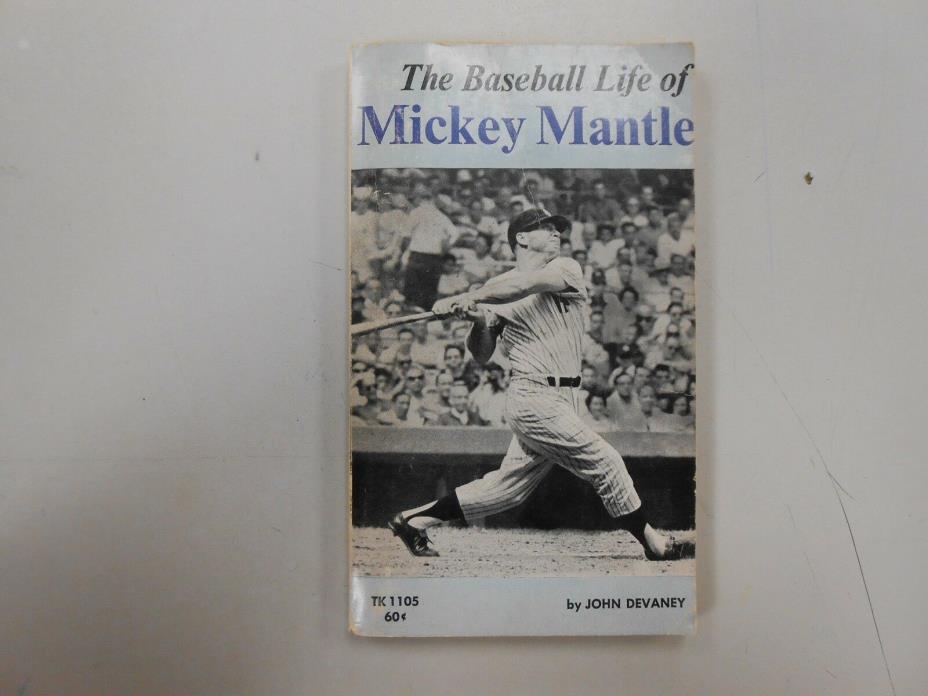 The Baseball Life of
Mickey Mantle
TK 1105
60¢
by JOHN DEVANEY